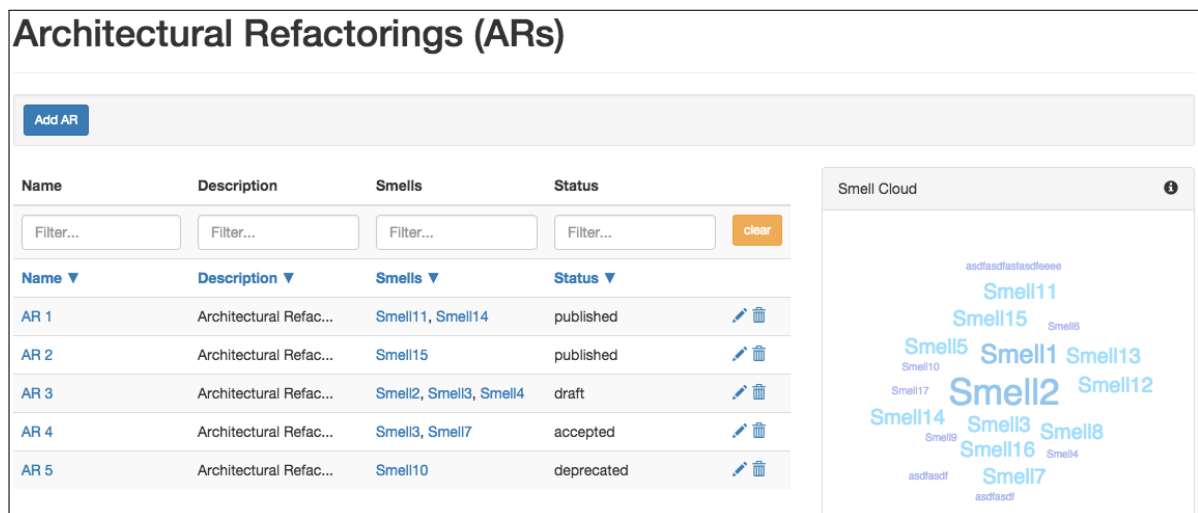 Architectural Refactorings (ARs)
Add AR
Name Description Smells Status
Filter... Filter... Filter... Filter... clear
Name ▼ Description ▼ Smells ▼ Status ▼
AR 1 Architectural Refac... Smell11, Smell14 published
AR 2 Architectural Refac... Smell15 published
AR 3 Architectural Refac... Smell2, Smell3, Smell4 draft
AR 4 Architectural Refac... Smell3, Smell7 accepted
AR 5 Architectural Refac... Smell10 deprecated
Smell Cloud
asdfasdfasfasdfeeee
Smell11
Smell15 Smell6
Smell5 Smell1 Smell13
Smell10
Smell17 Smell2 Smell12
Smell14 Smell3 Smell8
Smell9 Smell16 Smell4
asdfasdf Smell7
asdfasdf